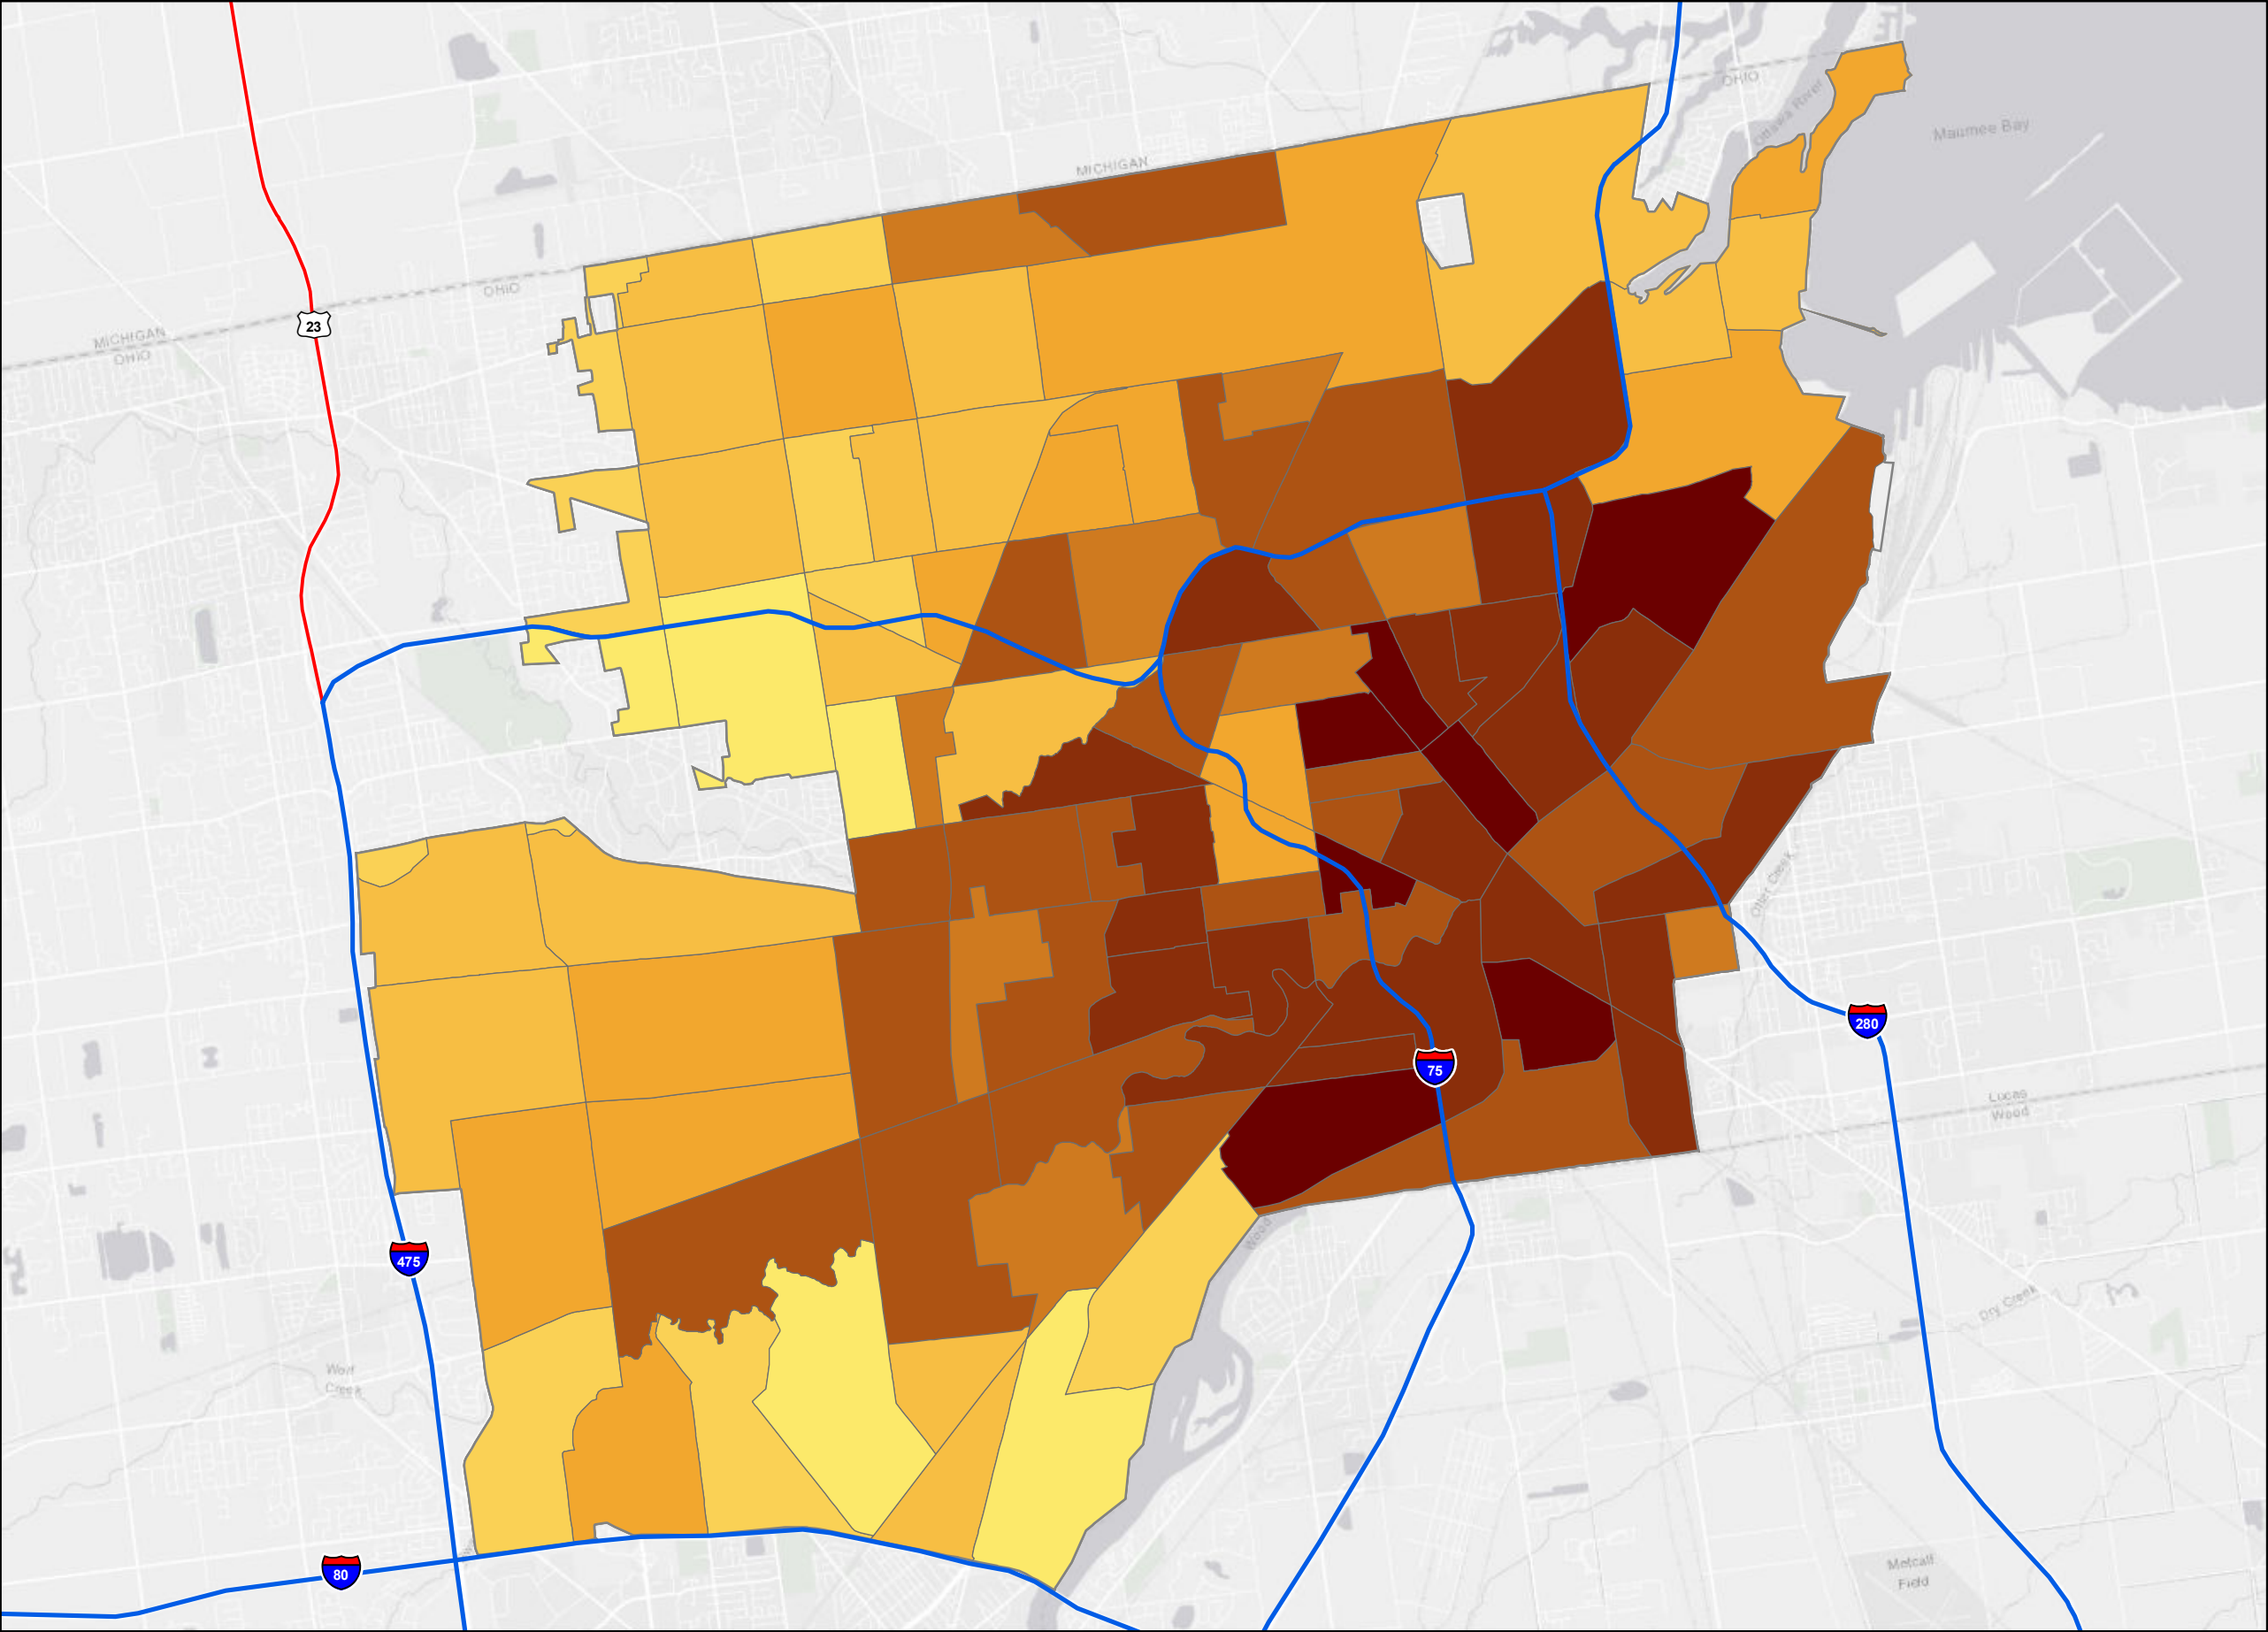 OHIO
Ottawa River
Maumee Bay
MICHIGAN
OHIO
23
MICHIGAN
OHIO
Otter Creek
280
75
Lucas
Wood
Wood
475
Dry Creek
Wolf
Creek
80
Metcalf
Field